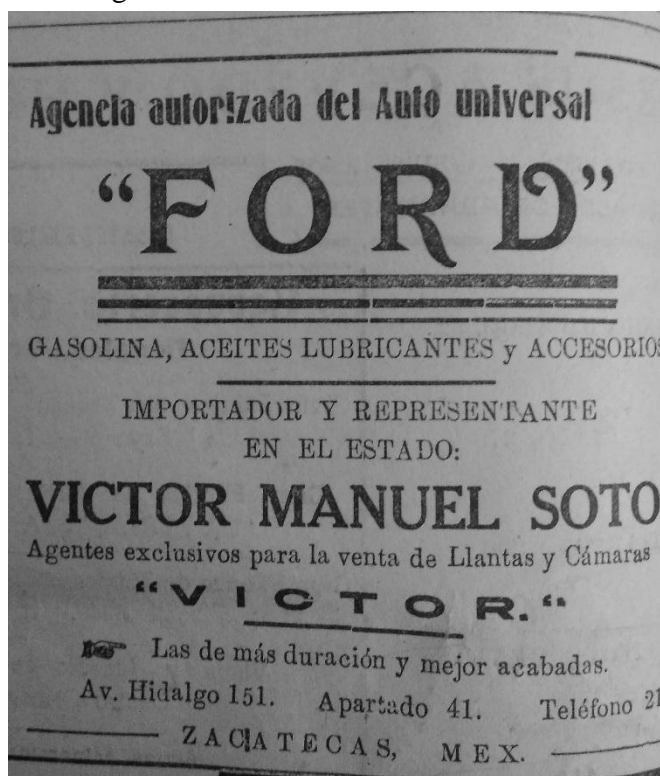 Agencia autorizada del Auto universal
“FORD”
GASOLINA, ACEITES LUBRICANTES y ACCESORIOS
IMPORTADOR Y REPRESENTANTE
EN EL ESTADO:
VICTOR MANUEL SOTO
Agentes exclusivos para la venta de Llantas y Cámaras
“VICTOR.“
Las de más duración y mejor acabadas.
Av. Hidalgo 151. Apartado 41. Teléfono
ZACATECAS, MEX.